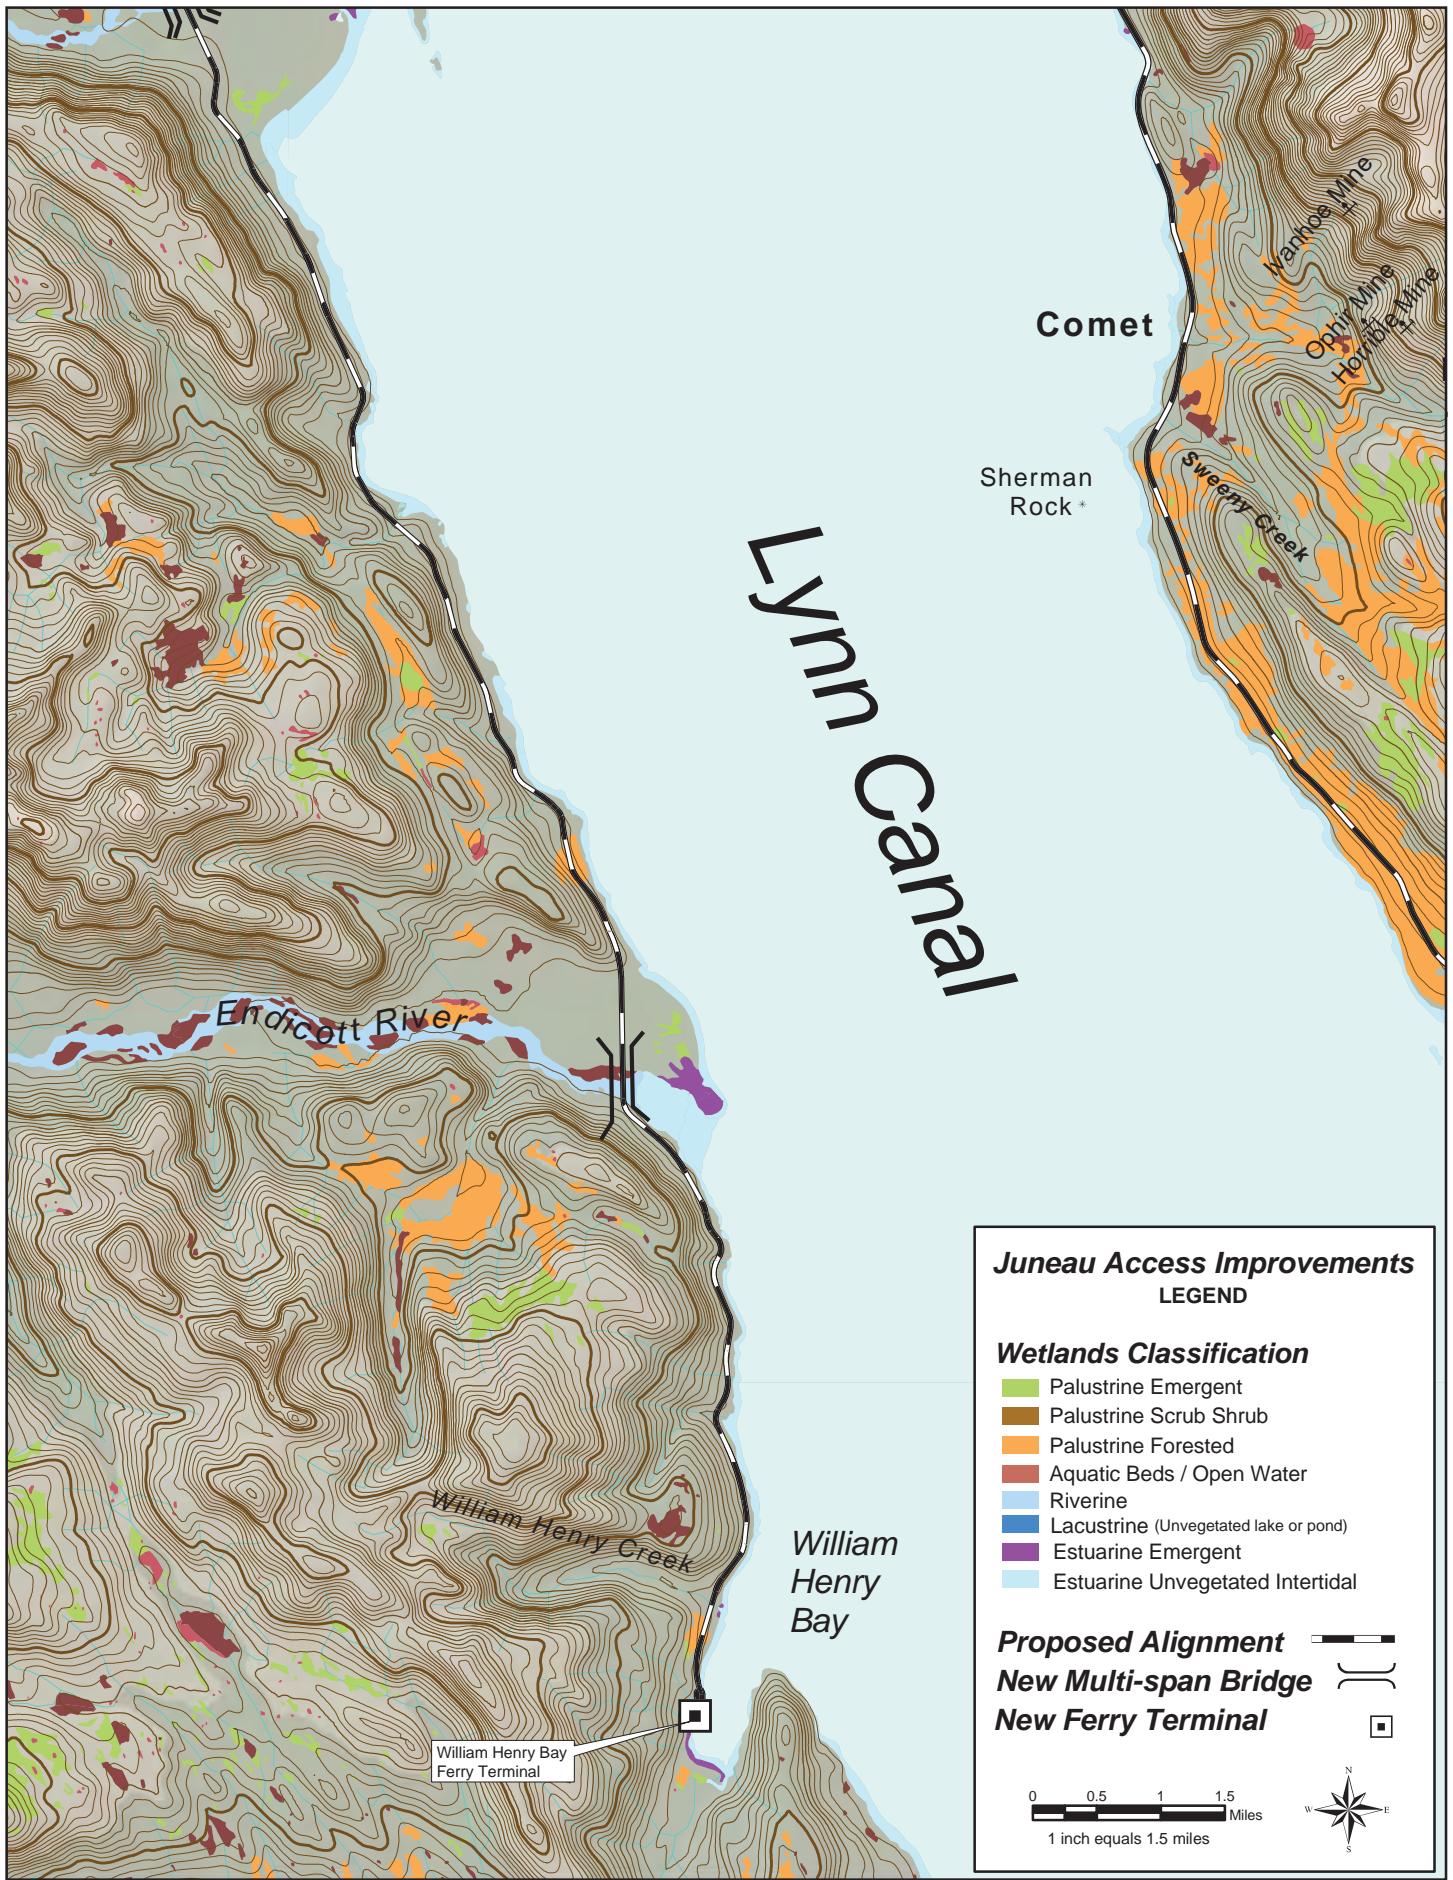 Ivanhoe Mine
Ophir Mine
Horrible Mine
Comet
Sherman
Rock
Sweeny Creek
Lynn Canal
Endicott River
William Henry Creek
William
Henry
Bay
William Henry Bay
Ferry Terminal
Juneau Access Improvements
LEGEND
Wetlands Classification
Palustrine Emergent
Palustrine Scrub Shrub
Palustrine Forested
Aquatic Beds / Open Water
Riverine
Lacustrine (Unvegetated lake or pond)
Estuarine Emergent
Estuarine Unvegetated Intertidal
Proposed Alignment
New Multi-span Bridge
New Ferry Terminal
0 0.5 1 1.5
Miles
1 inch equals 1.5 miles
N
W E
S